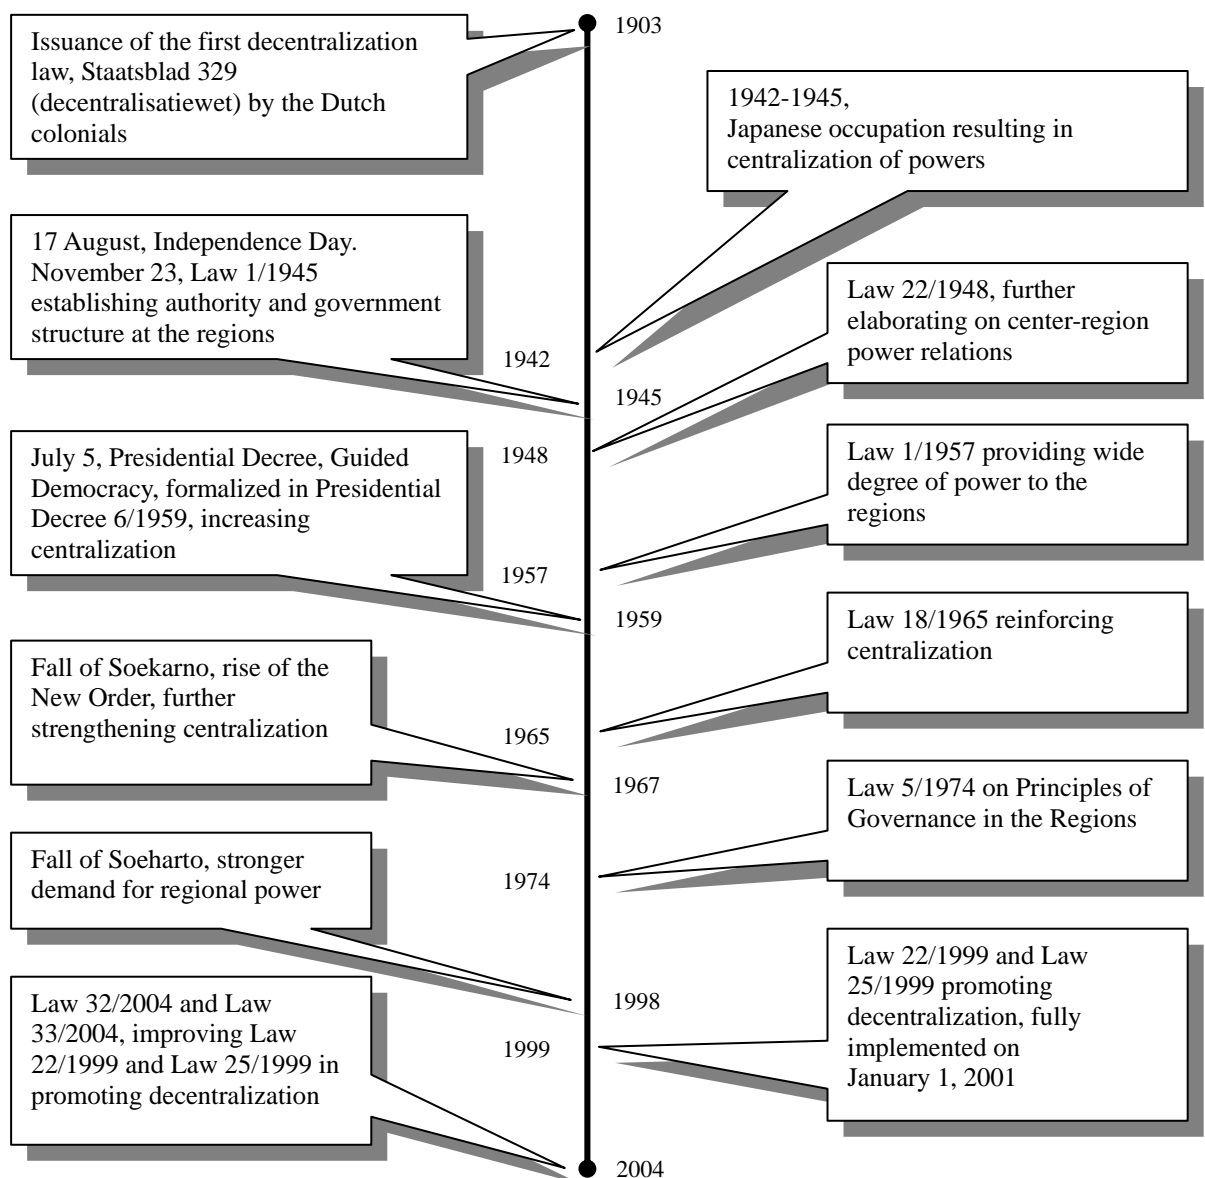 1903
Issuance of the first decentralization
law, Staatsblad 329
(decentralisatiewet) by the Dutch
colonials
1942-1945,
Japanese occupation resulting in
centralization of powers
17 August, Independence Day.
November 23, Law 1/1945
establishing authority and government
structure at the regions
Law 22/1948, further
elaborating on center-region
power relations
1942
1945
1948
July 5, Presidential Decree, Guided
Democracy, formalized in Presidential
Decree 6/1959, increasing
centralization
Law 1/1957 providing wide
degree of power to the
regions
1957
1959
Law 18/1965 reinforcing
centralization
Fall of Soekarno, rise of the
New Order, further
strengthening centralization
1965
1967
Law 5/1974 on Principles of
Governance in the Regions
Fall of Soeharto, stronger
demand for regional power
1974
Law 22/1999 and Law
25/1999 promoting
decentralization, fully
implemented on
January 1, 2001
1998
Law 32/2004 and Law
33/2004, improving Law
22/1999 and Law 25/1999 in
promoting decentralization
1999
2004